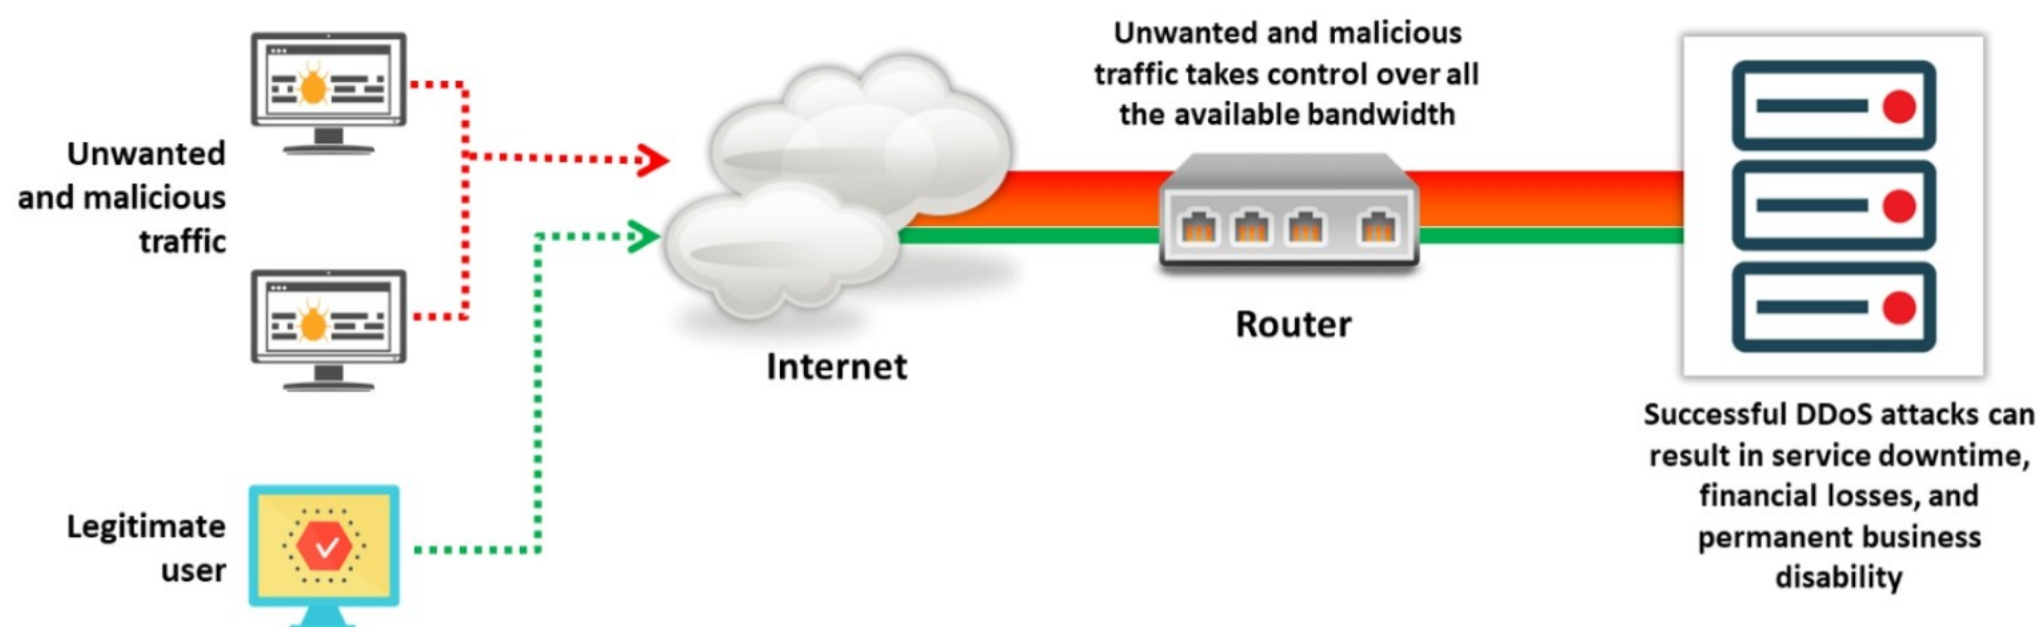 Unwanted and malicious
traffic takes control over all
the available bandwidth
Unwanted
and malicious
traffic
Router
Internet
Legitimate
user
Successful DDoS attacks can
result in service downtime,
financial losses, and
permanent business
disability